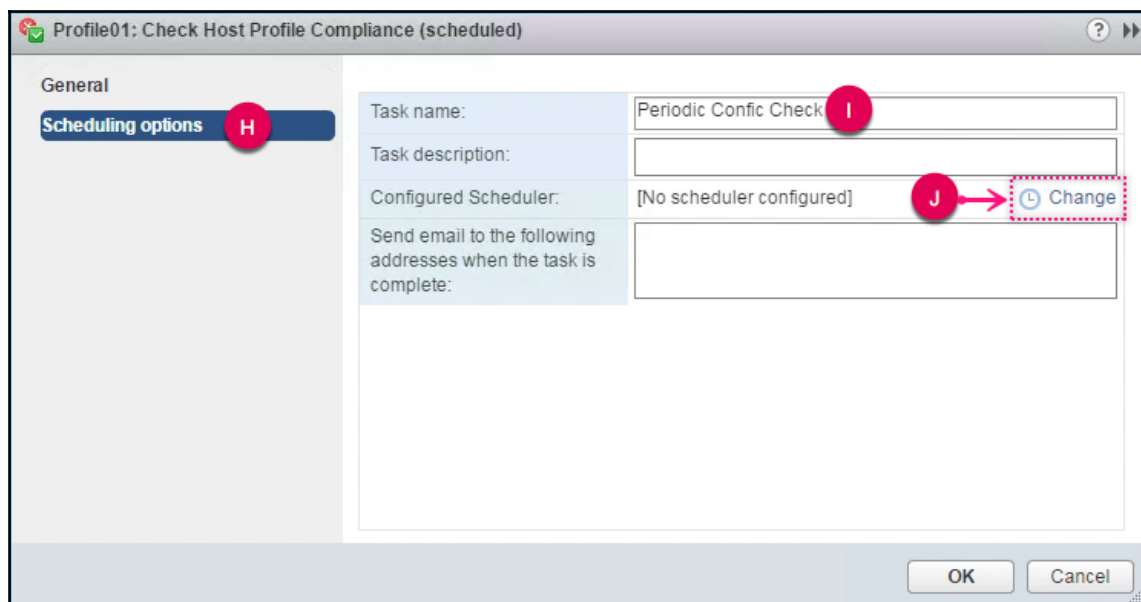 Profile01: Check Host Profile Compliance (scheduled)
?
General
Scheduling options
H
Task name:
Periodic Confic Check
I
Task description:
Configured Scheduler:
[No scheduler configured]
J
Change
Send email to the following
addresses when the task is
complete:
OK
Cancel